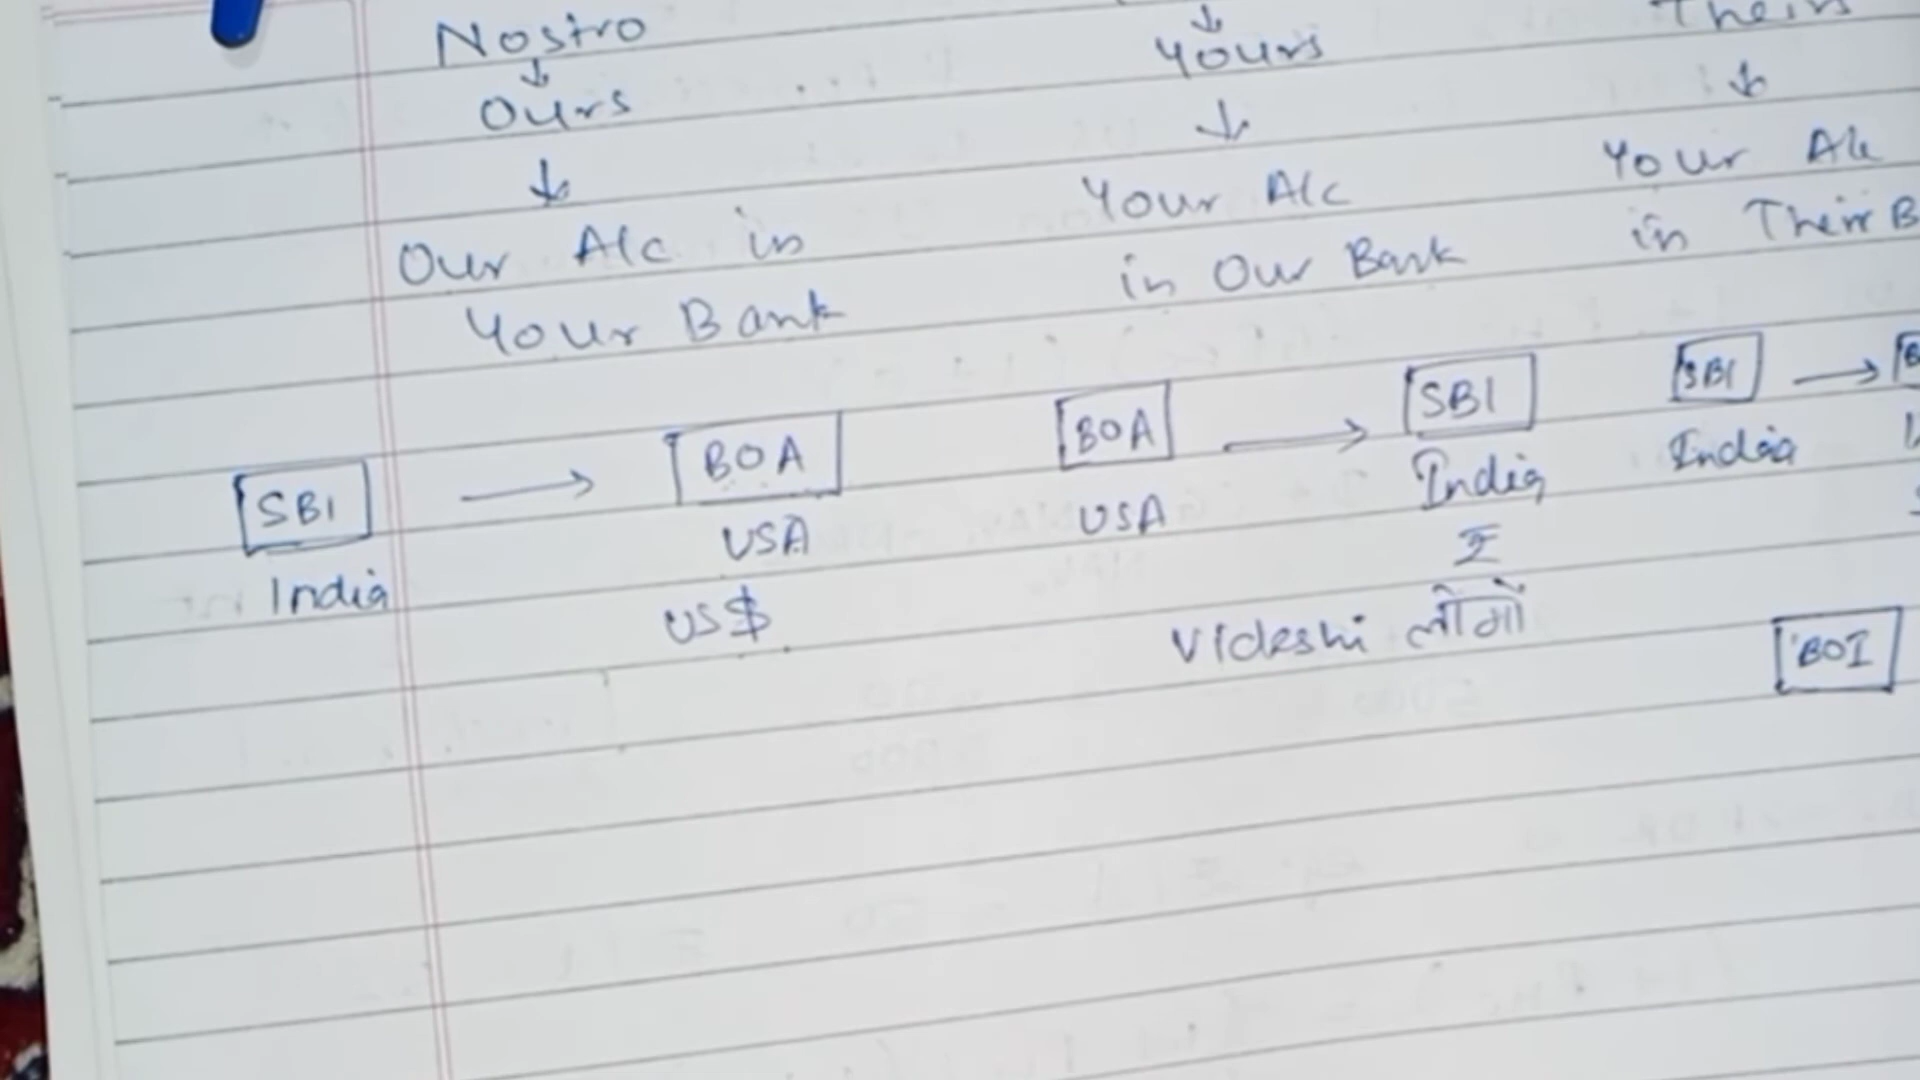 Nostro
↓
Ours
↓
Our A/c in
Your Bank
SBI → BOA
India USA
US $
↓
Yours
↓
Your A/c
in Our Bank
BOA → SBI
USA India
₹
Videshi लोगो
Theirs
↓
Your A/c
in Their B
SBI →
India
BOI